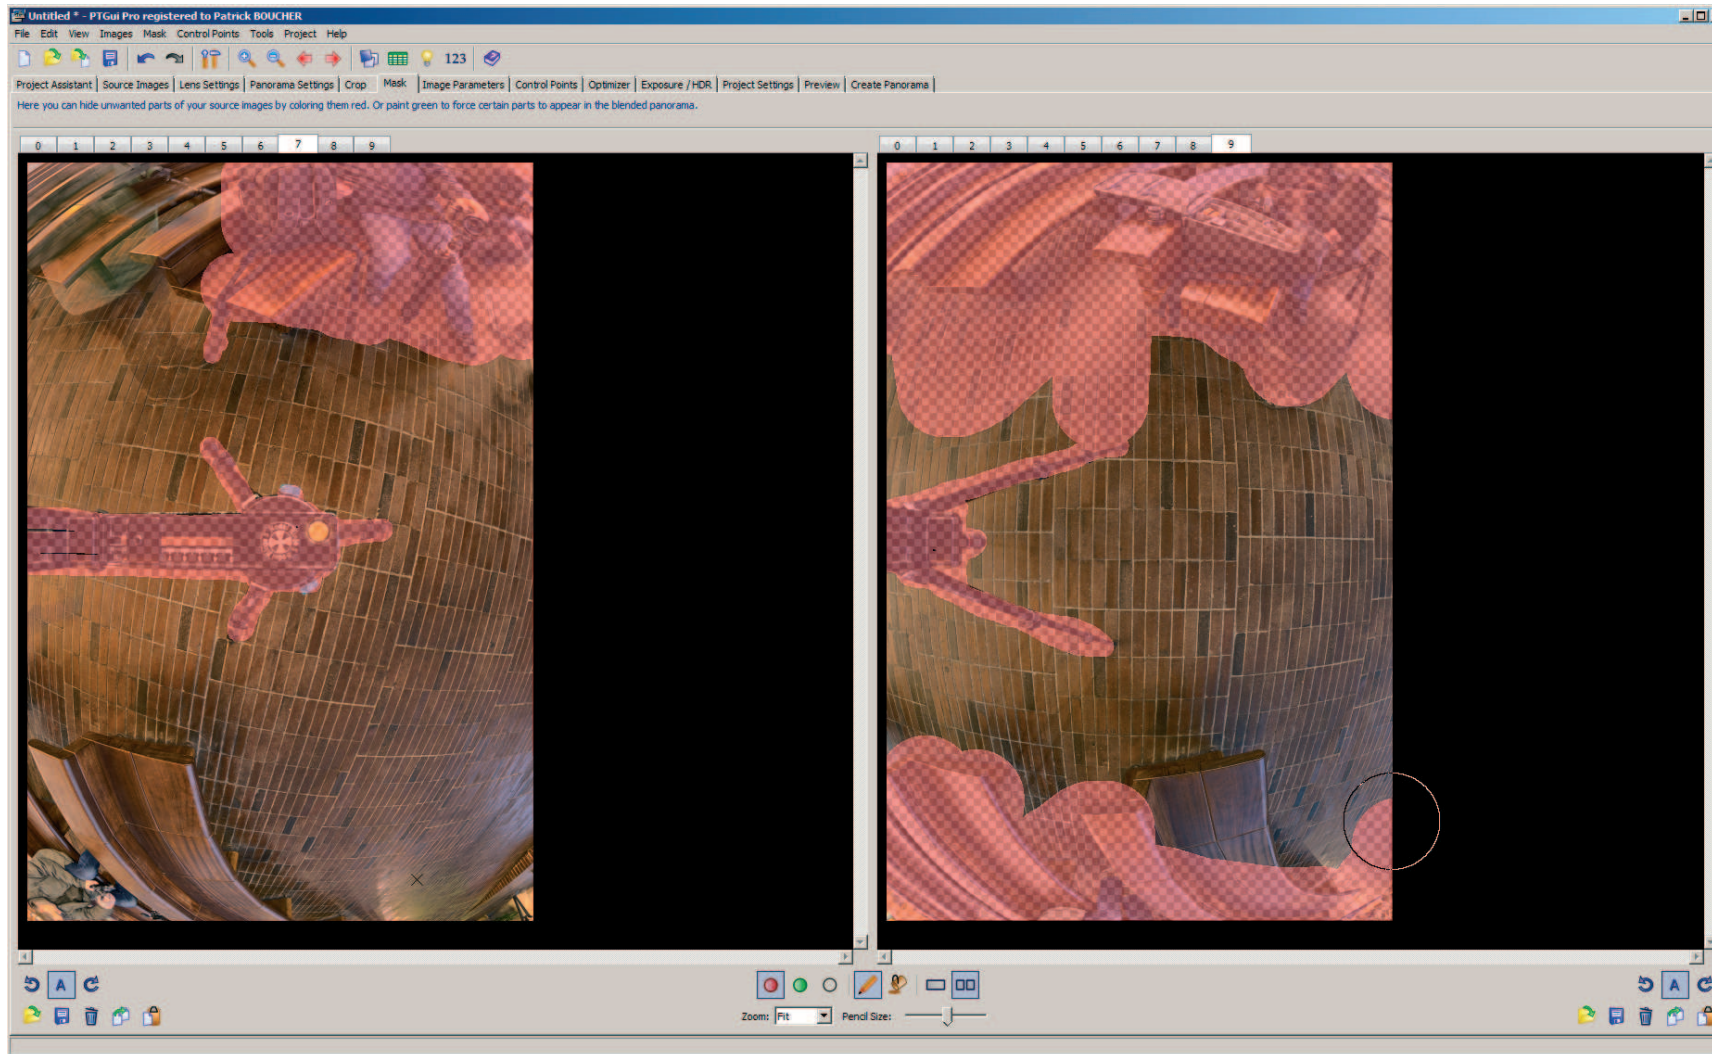 Untitled * - PTGui Pro registered to Patrick BOUCHER
File Edit View Images Mask Control Points Tools Project Help
123
Project Assistant Source Images Lens Settings Panorama Settings Crop Mask Image Parameters Control Points Optimizer Exposure / HDR Project Settings Preview Create Panorama
Here you can hide unwanted parts of your source images by coloring them red. Or paint green to force certain parts to appear in the blended panorama.
0 1 2 3 4 5 6 7 8 9
0 1 2 3 4 5 6 7 8 9
A
A
Zoom: Fit Pencil Size: